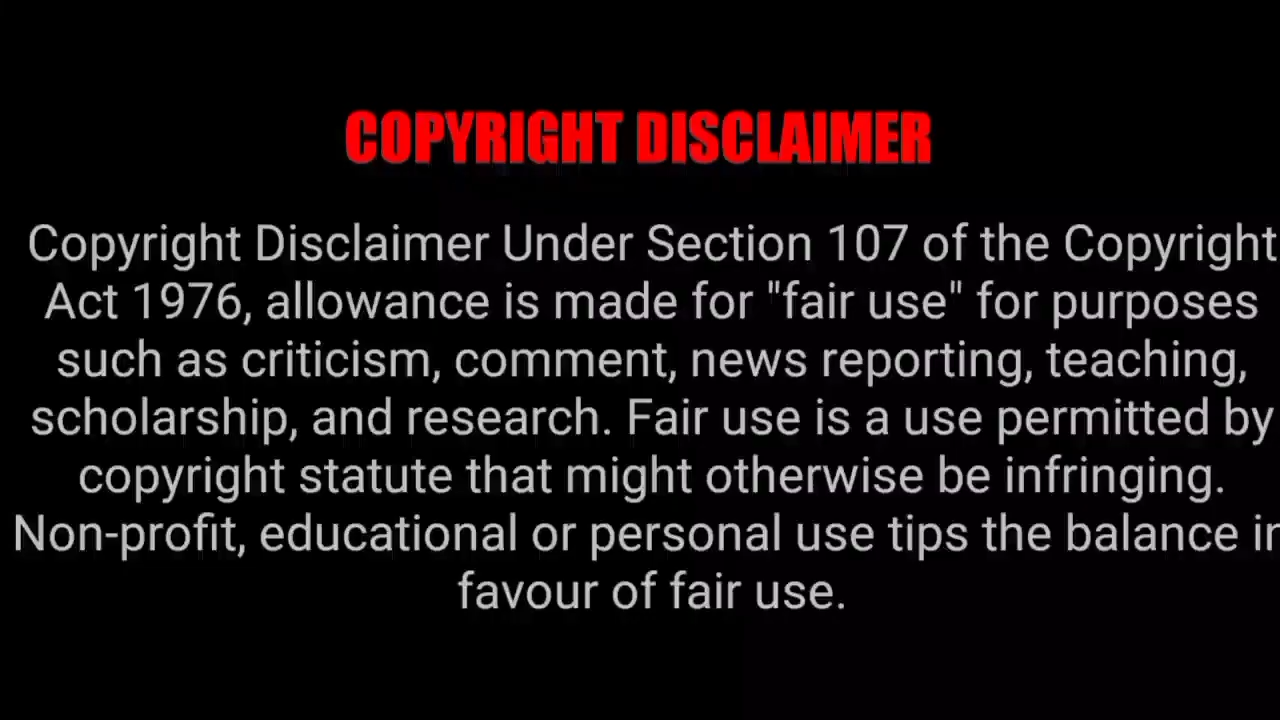 COPYRIGHT DISCLAIMER
Copyright Disclaimer Under Section 107 of the Copyright
Act 1976, allowance is made for "fair use" for purposes
such as criticism, comment, news reporting, teaching,
scholarship, and research. Fair use is a use permitted by
copyright statute that might otherwise be infringing.
Non-profit, educational or personal use tips the balance in
favour of fair use.